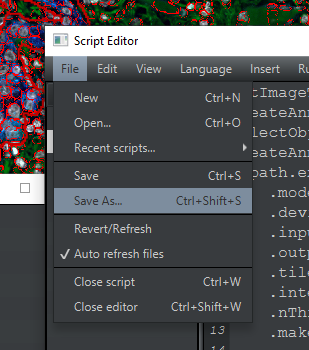 Script Editor
File Edit View Language Insert Ru
New Ctrl+N
Open... Ctrl+O
Recent scripts...
Save Ctrl+S
Save As... Ctrl+Shift+S
Revert/Refresh
✓ Auto refresh files
Close script Ctrl+W
Close editor Ctrl+Shift+W
tImageT
eateAnn
lectObj
eateAnn
path.ex
.mode
.devi
.inpu
.outp
.tile
.inte
.nThi
13 .make
14